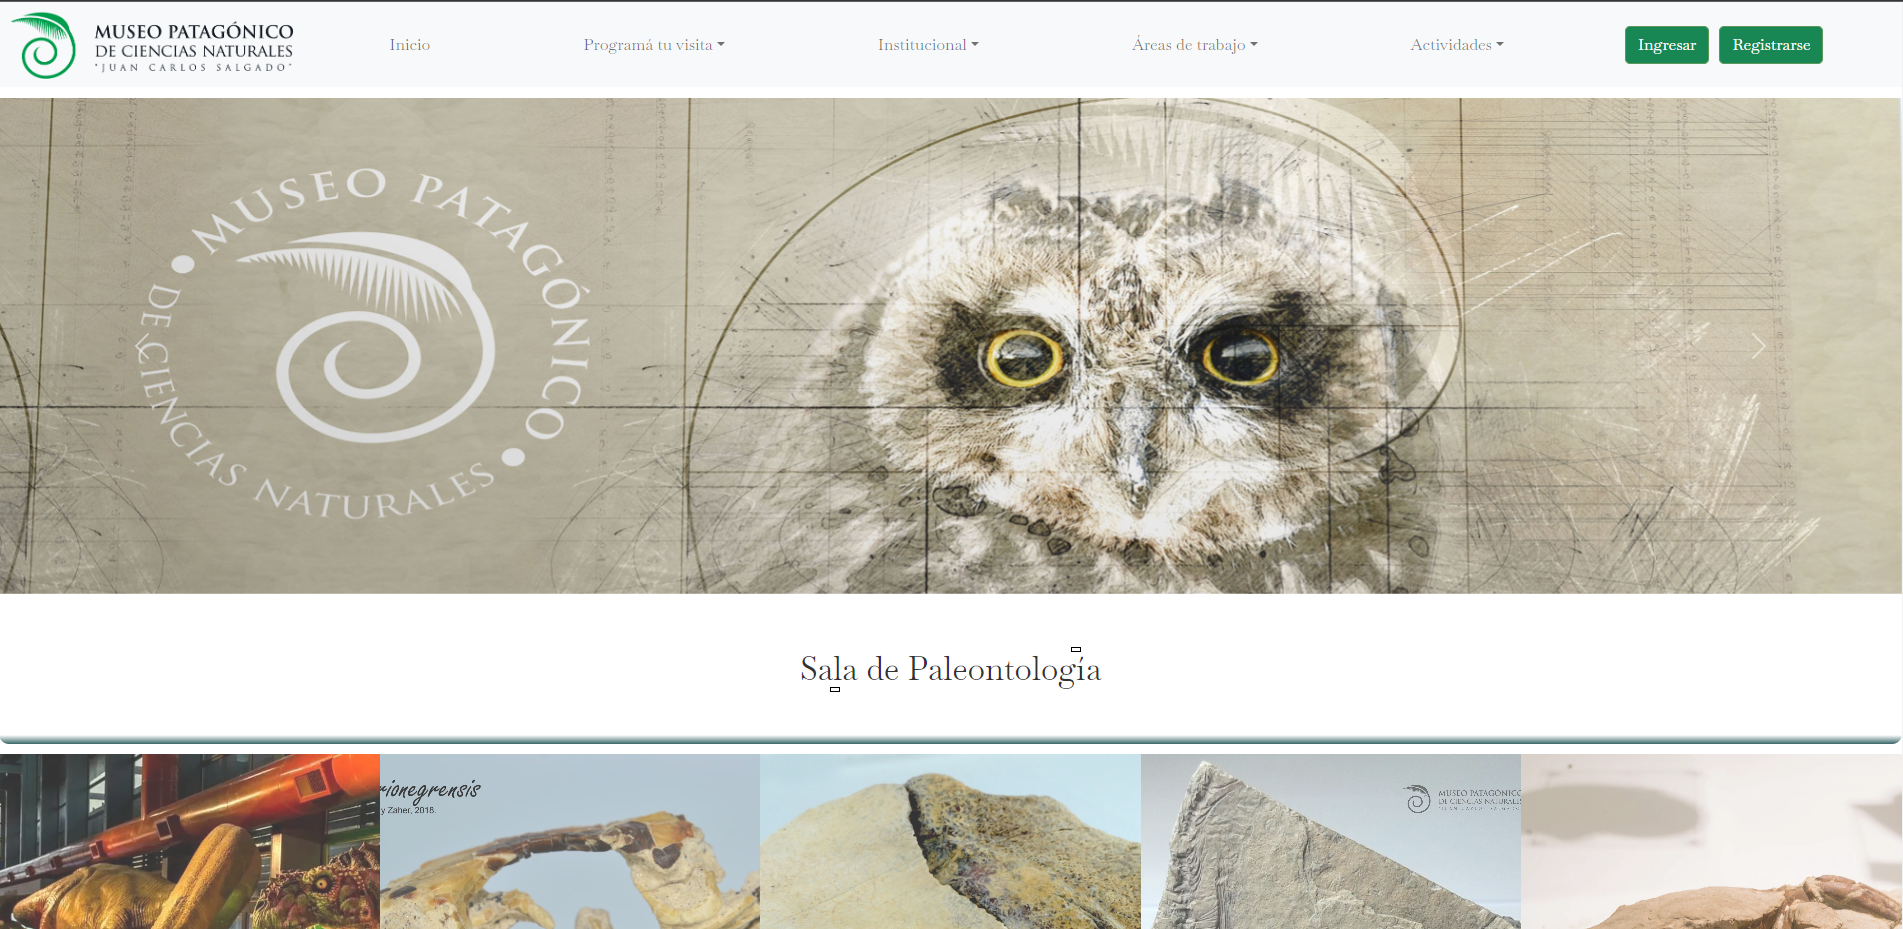 MUSEO PATAGÓNICO
DE CIENCIAS NATURALES
"JUAN CARLOS SALGADO"
Inicio
Programá tu visita
Institucional
Áreas de trabajo
Actividades
Ingresar
Registrarse
MUSEO PATAGÓNICO
DE CIENCIAS NATURALES
Sala de Paleontología
rionegrensis
y Zaher, 2018.
MUSEO PATAGÓNICO
DE CIENCIAS NATURALES